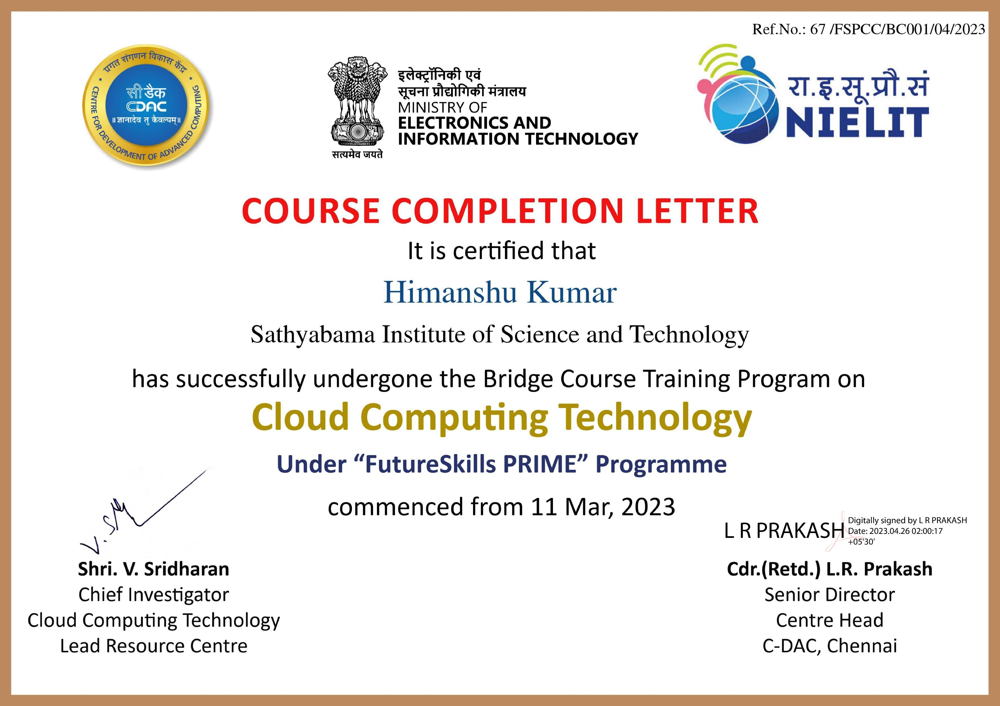 Ref.No.: 67 /FSPCC/BC001/04/2023
प्रगत संगणन विकास केंद्र
सी डैक
CDAC
॥ ज्ञानादेव तु कैवल्यम् ॥
CENTRE FOR DEVELOPMENT OF ADVANCED COMPUTING
सत्यमेव जयते
इलेक्ट्रॉनिकी एवं
सूचना प्रौद्योगिकी मंत्रालय
MINISTRY OF
ELECTRONICS AND
INFORMATION TECHNOLOGY
रा.इ.सू.प्रौ.सं
NIELIT
COURSE COMPLETION LETTER
It is certified that
Himanshu Kumar
Sathyabama Institute of Science and Technology
has successfully undergone the Bridge Course Training Program on
Cloud Computing Technology
Under “FutureSkills PRIME” Programme
commenced from 11 Mar, 2023
Shri. V. Sridharan
Chief Investigator
Cloud Computing Technology
Lead Resource Centre
L R PRAKASH
Digitally signed by L R PRAKASH
Date: 2023.04.26 02:00:17
+05'30'
Cdr.(Retd.) L.R. Prakash
Senior Director
Centre Head
C-DAC, Chennai